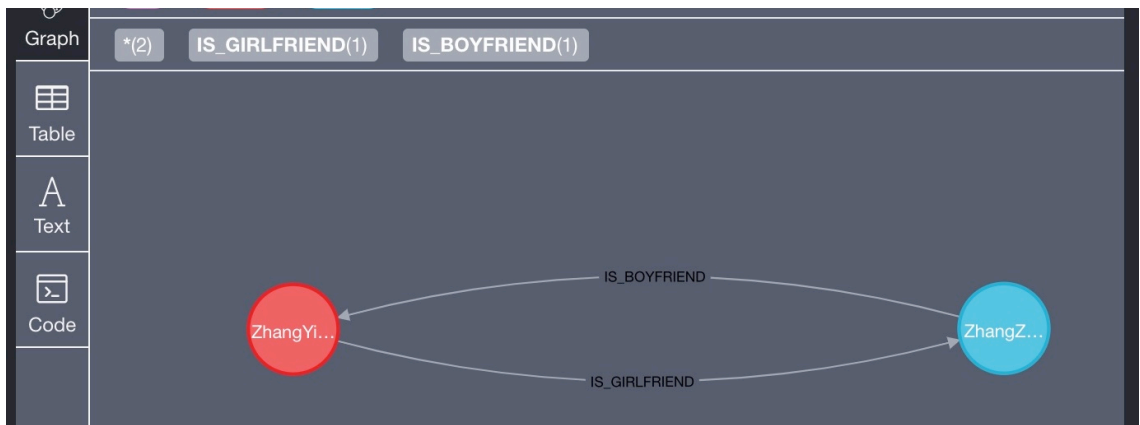 Graph
*(2) IS_GIRLFRIEND(1) IS_BOYFRIEND(1)
Table
Text
Code
IS_BOYFRIEND
ZhangYi...
ZhangZ...
IS_GIRLFRIEND